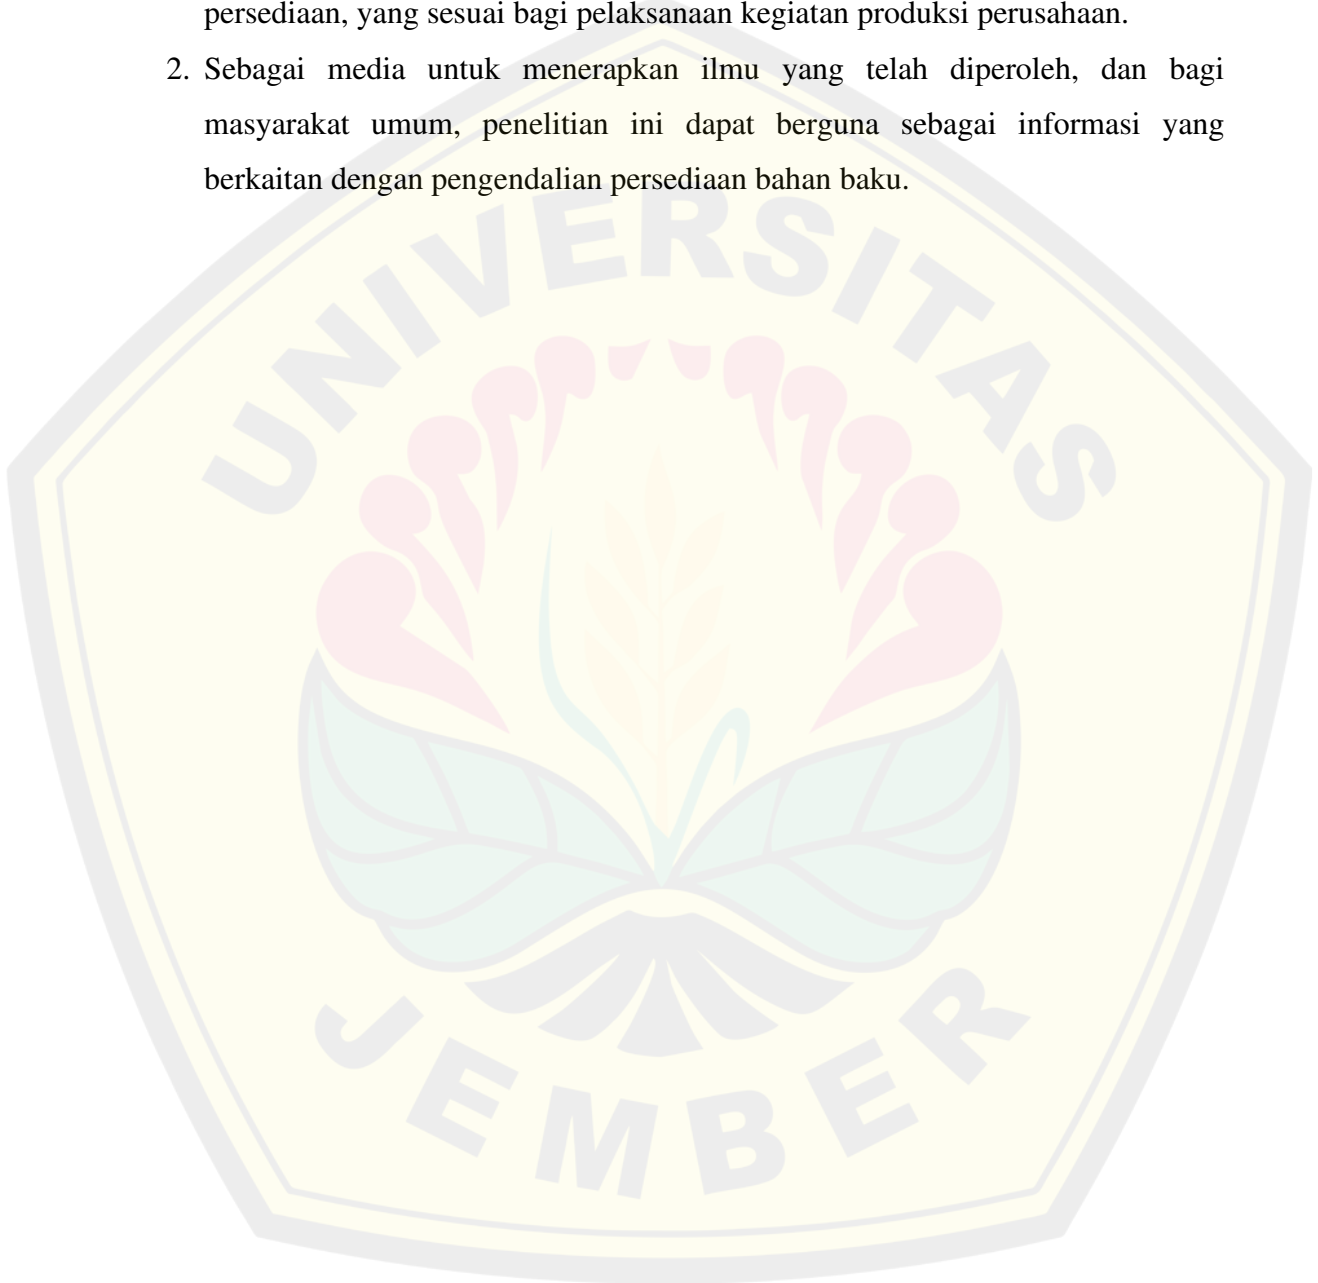 persediaan, yang sesuai bagi pelaksanaan kegiatan produksi perusahaan.
2. Sebagai media untuk menerapkan ilmu yang telah diperoleh, dan bagi
masyarakat umum, penelitian ini dapat berguna sebagai informasi yang
berkaitan dengan pengendalian persediaan bahan baku.
UNIVERSITAS
JEMBER